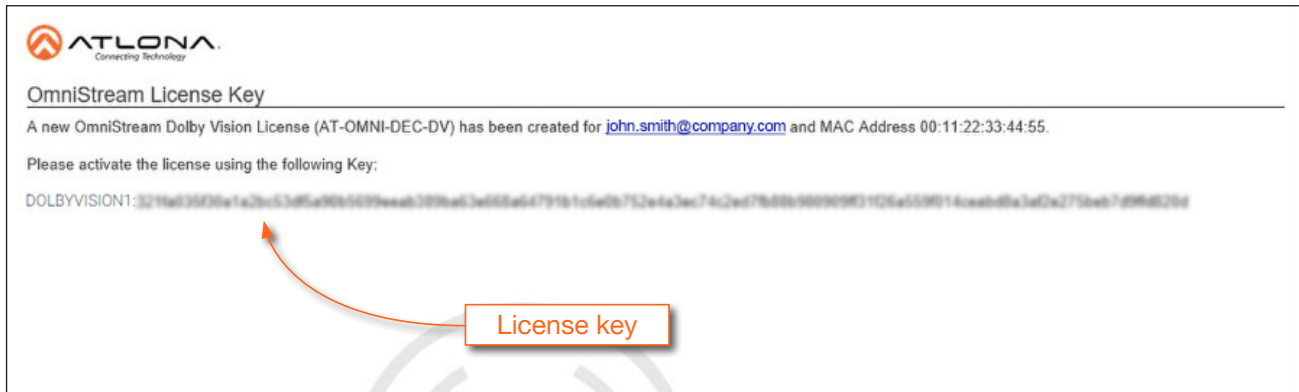 ATLONA.
Connecting Technology
OmniStream License Key
A new OmniStream Dolby Vision License (AT-OMNI-DEC-DV) has been created for john.smith@company.com and MAC Address 00:11:22:33:44:55.
Please activate the license using the following Key:
DOLBYVISION1:
License key